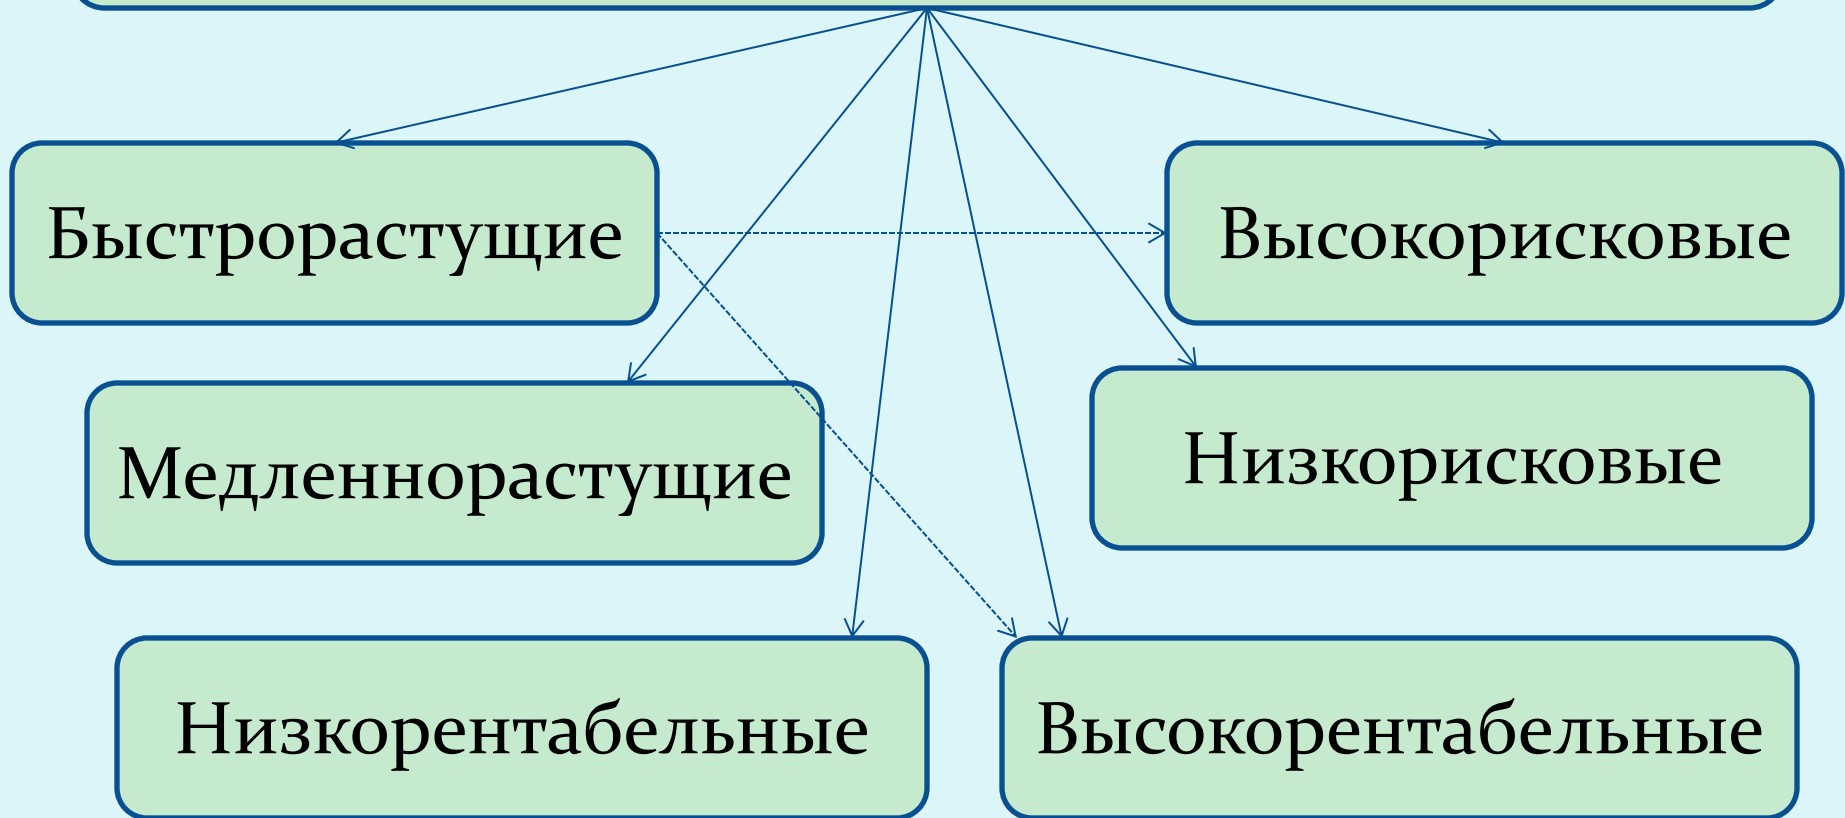 Быстрорастущие
Высокорисковые
Медленнорастущие
Низкорисковые
Низкорентабельные
Высокорентабельные